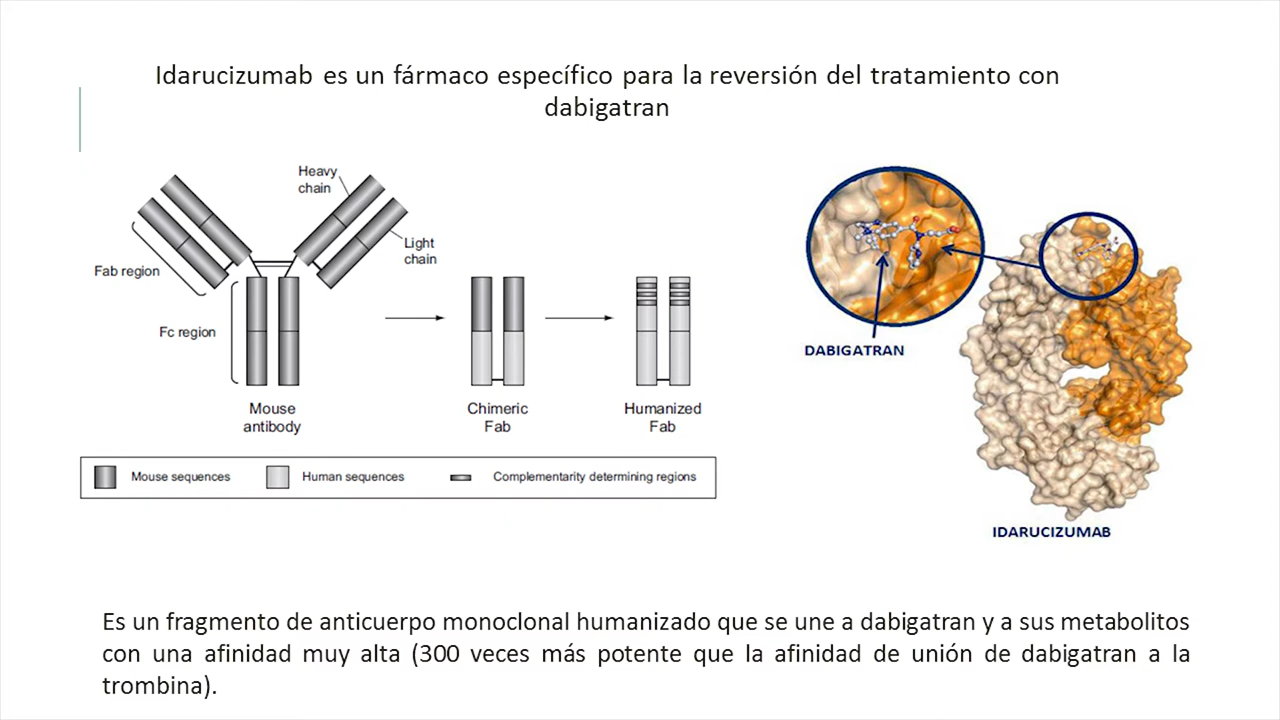 Idarucizumab es un fármaco específico para la reversión del tratamiento con
dabigatran
Heavy
chain
Light
chain
Fab region
Fc region
Mouse
antibody
Chimeric
Fab
Humanized
Fab
Mouse sequences
Human sequences
Complementarity determining regions
DABIGATRAN
IDARUCIZUMAB
Es un fragmento de anticuerpo monoclonal humanizado que se une a dabigatran y a sus metabolitos
con una afinidad muy alta (300 veces más potente que la afinidad de unión de dabigatran a la
trombina).